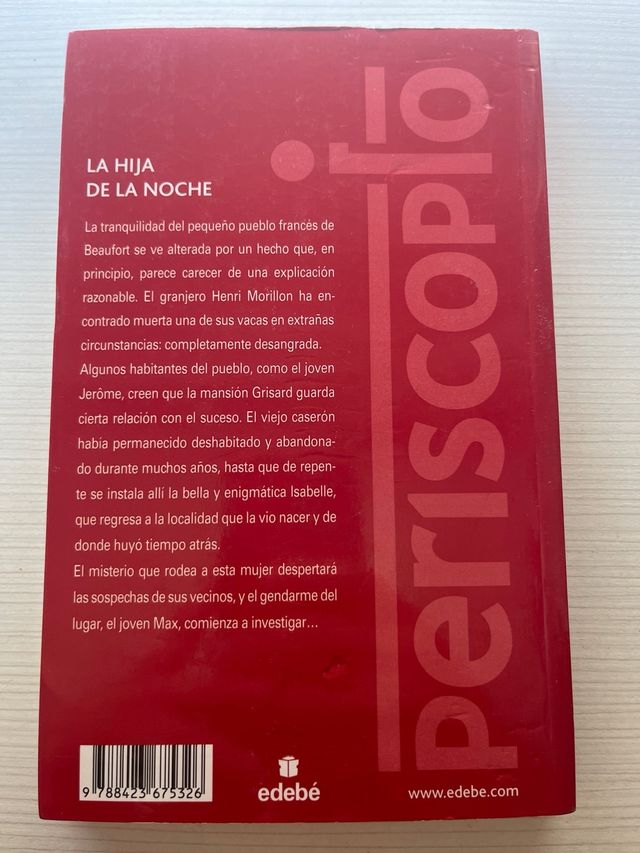 LA HIJA
DE LA NOCHE
La tranquilidad del pequeño pueblo francés de
Beaufort se ve alterada por un hecho que, en
principio, parece carecer de una explicación
razonable. El granjero Henri Morillon ha en-
contrado muerta una de sus vacas en extrañas
circunstancias: completamente desangrada.
Algunos habitantes del pueblo, como el joven
Jerôme, creen que la mansión Grisard guarda
cierta relación con el suceso. El viejo caserón
había permanecido deshabitado y abandona-
do durante muchos años, hasta que de repen-
te se instala allí la bella y enigmática Isabelle,
que regresa a la localidad que la vio nacer y de
donde huyó tiempo atrás.
El misterio que rodea a esta mujer despertará
las sospechas de sus vecinos, y el gendarme del
lugar, el joven Max, comienza a investigar...
periscopio
9 788423 675326
edebé
www.edebe.com